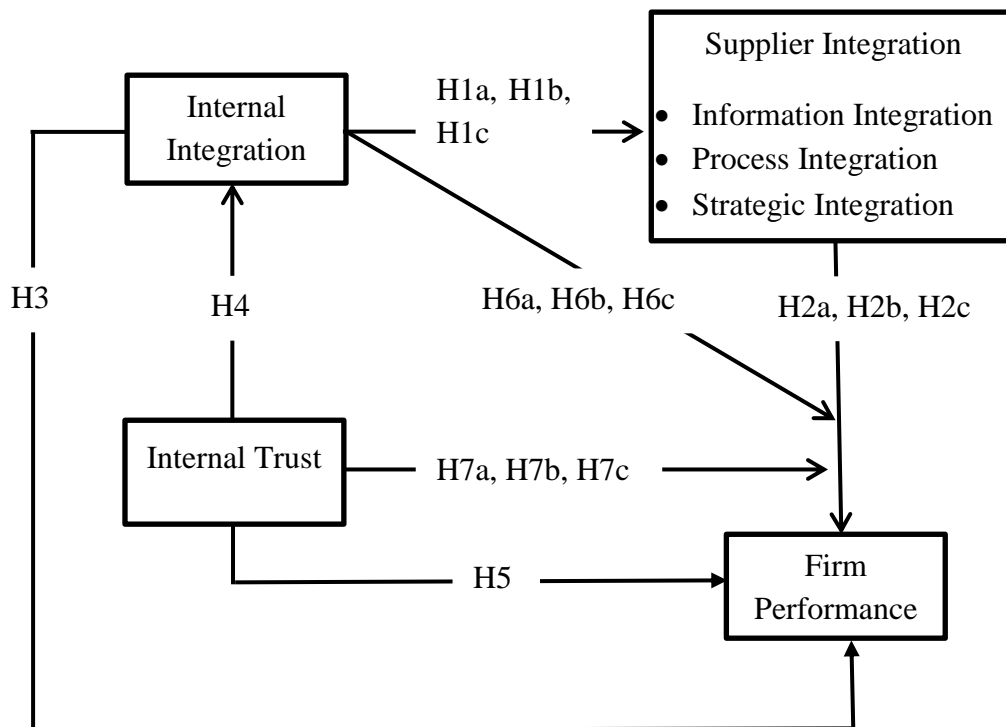 Supplier Integration
Internal
Integration
H1a, H1b,
H1c
• Information Integration
• Process Integration
• Strategic Integration
H3
H4
H6a, H6b, H6c
H2a, H2b, H2c
Internal Trust
H7a, H7b, H7c
H5
Firm
Performance